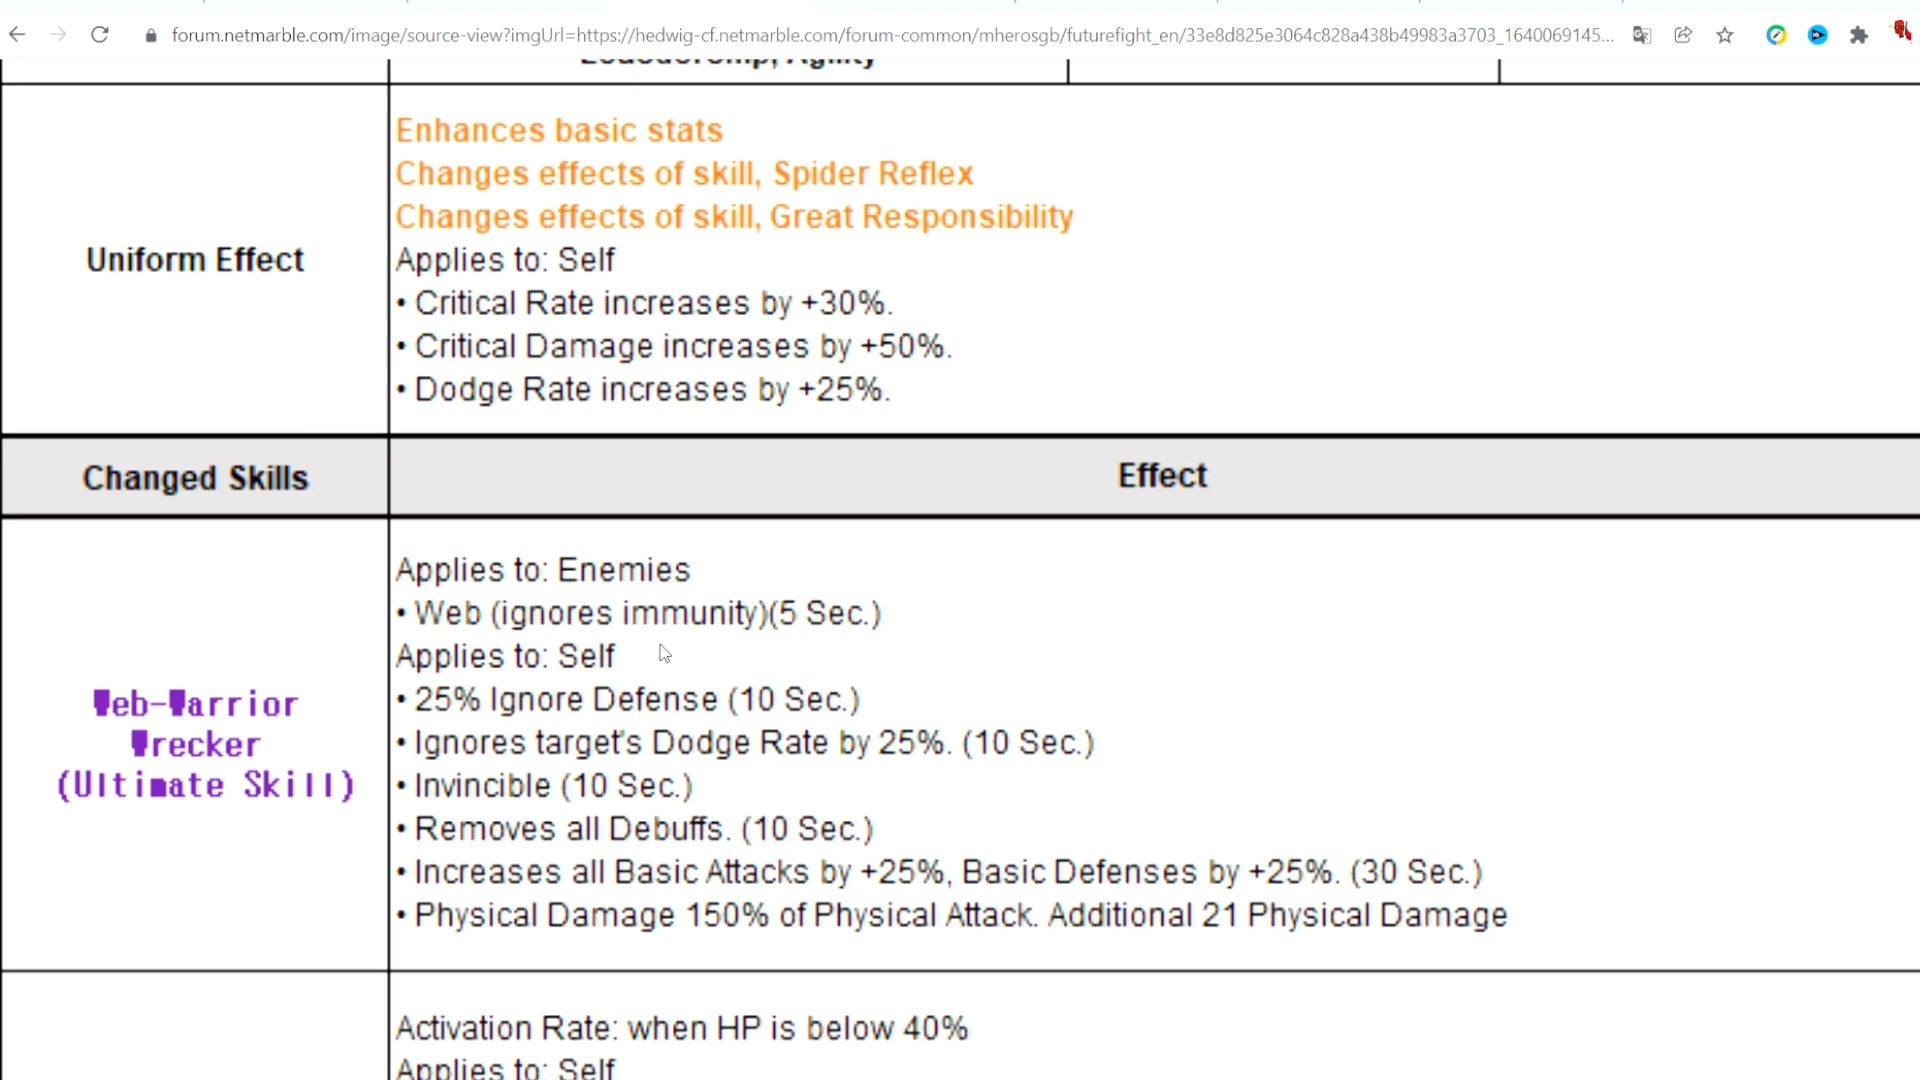 forum.netmarble.com/image/source-view?imgUrl=https://hedwig-cf.netmarble.com/forum-common/mherosgb/futurefight_en/33e8d825e3064c828a438b49983a3703_1640069145...
Agility
Uniform Effect
Enhances basic stats
Changes effects of skill, Spider Reflex
Changes effects of skill, Great Responsibility
Applies to: Self
• Critical Rate increases by +30%.
• Critical Damage increases by +50%.
• Dodge Rate increases by +25%.
Changed Skills
Effect
Web-Warrior
Wrecker
(Ultimate Skill)
Applies to: Enemies
• Web (ignores immunity)(5 Sec.)
Applies to: Self
• 25% Ignore Defense (10 Sec.)
• Ignores target's Dodge Rate by 25%. (10 Sec.)
• Invincible (10 Sec.)
• Removes all Debuffs. (10 Sec.)
• Increases all Basic Attacks by +25%, Basic Defenses by +25%. (30 Sec.)
• Physical Damage 150% of Physical Attack. Additional 21 Physical Damage
Activation Rate: when HP is below 40%
Applies to: Self